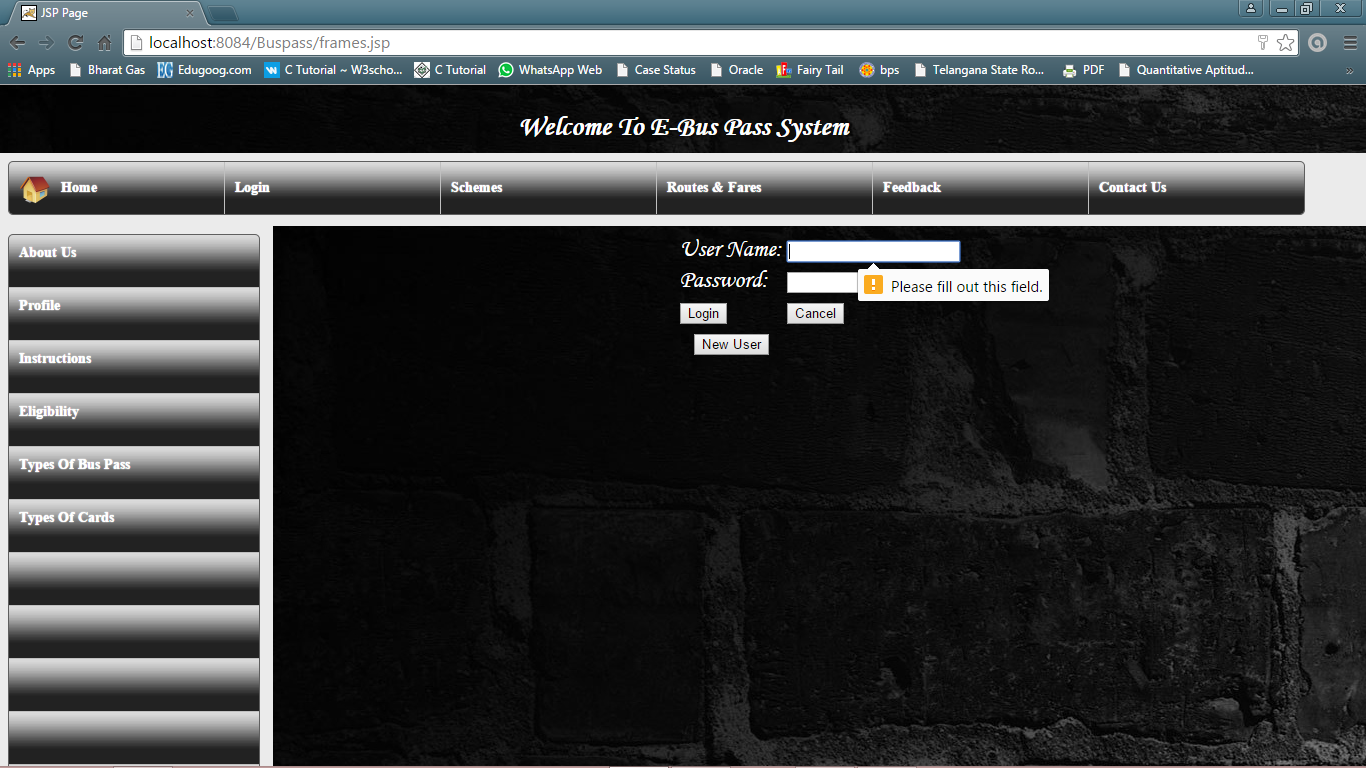 JSP Page
localhost:8084/Buspass/frames.jsp
Apps Bharat Gas EG Edugoog.com W C Tutorial ~ W3scho... C Tutorial WhatsApp Web Case Status Oracle Fairy Tail bps Telangana State Ro... PDF Quantitative Aptitud... »
Welcome To E-Bus Pass System
Home Login Schemes Routes & Fares Feedback Contact Us
About Us
Profile
Instructions
Eligibility
Types Of Bus Pass
Types Of Cards
User Name:
Password:
Please fill out this field.
Login Cancel
New User